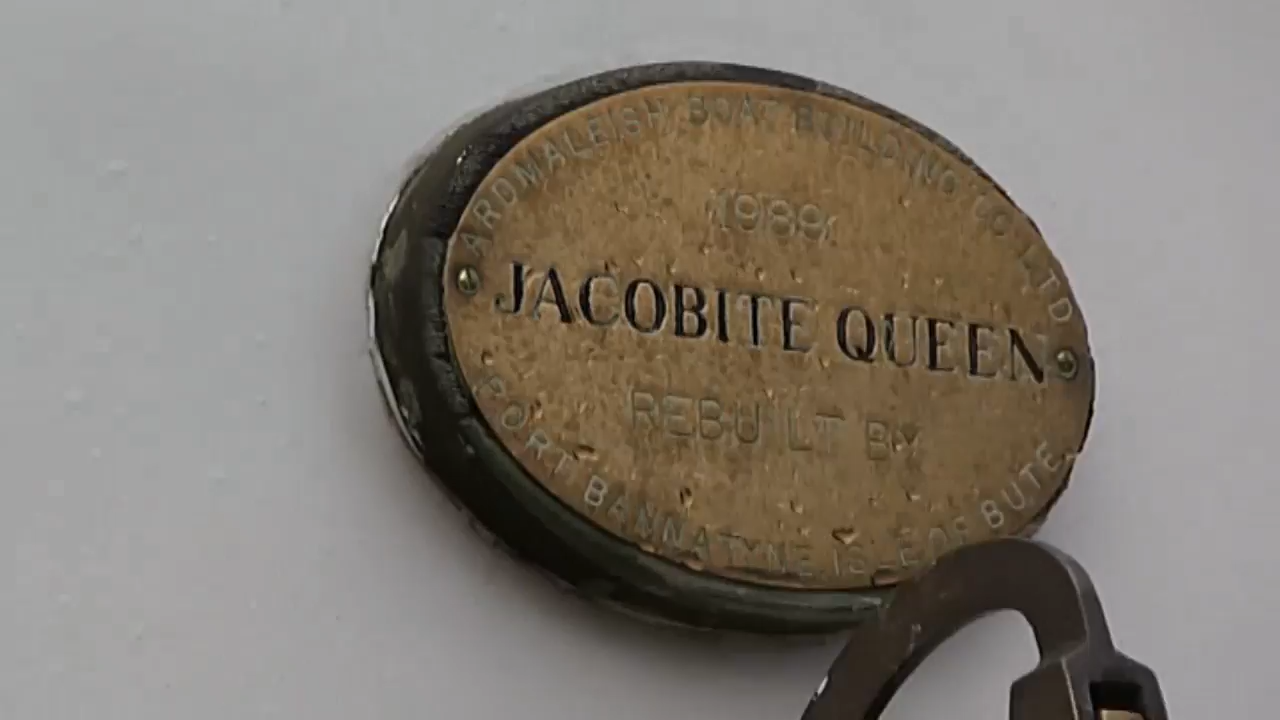 ARDMALEISH BOAT BUILDING CO LTD
1989
JACOBITE QUEEN
REBUILT BY
PORT BANNATYNE ISLE OF BUTE